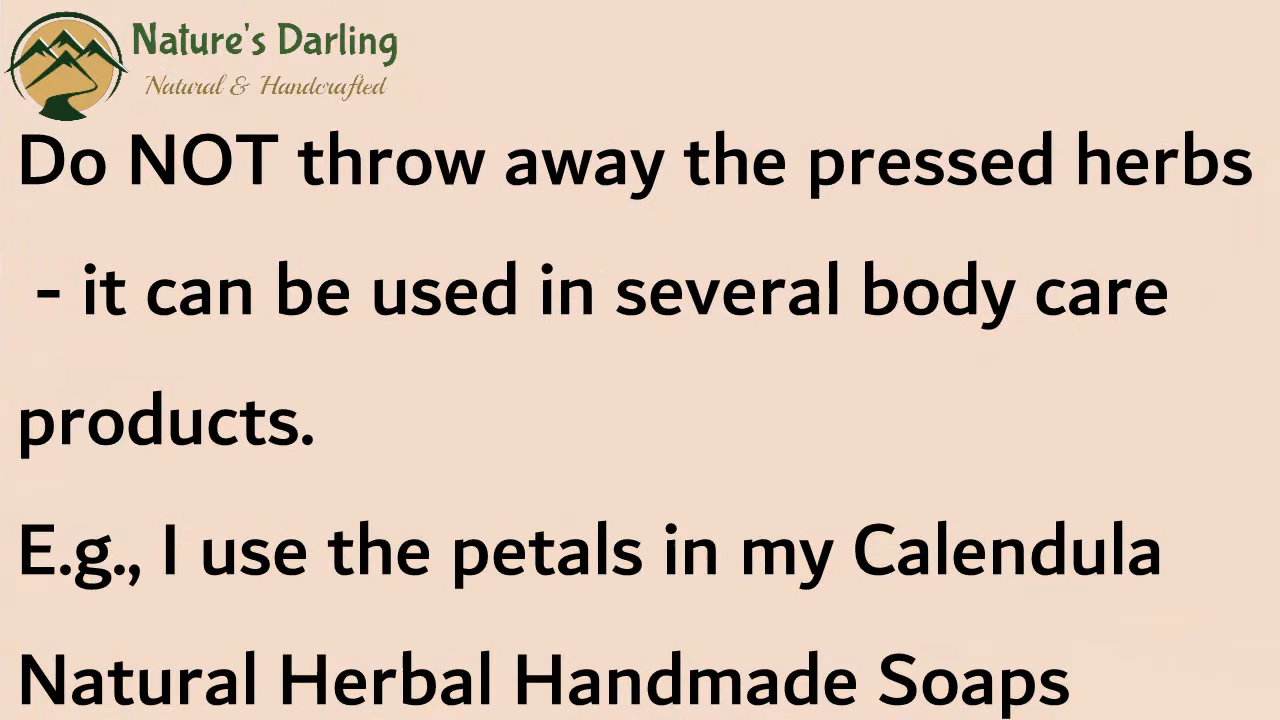 Nature's Darling
Natural & Handcrafted
Do NOT throw away the pressed herbs
- it can be used in several body care
products.
E.g., I use the petals in my Calendula
Natural Herbal Handmade Soaps